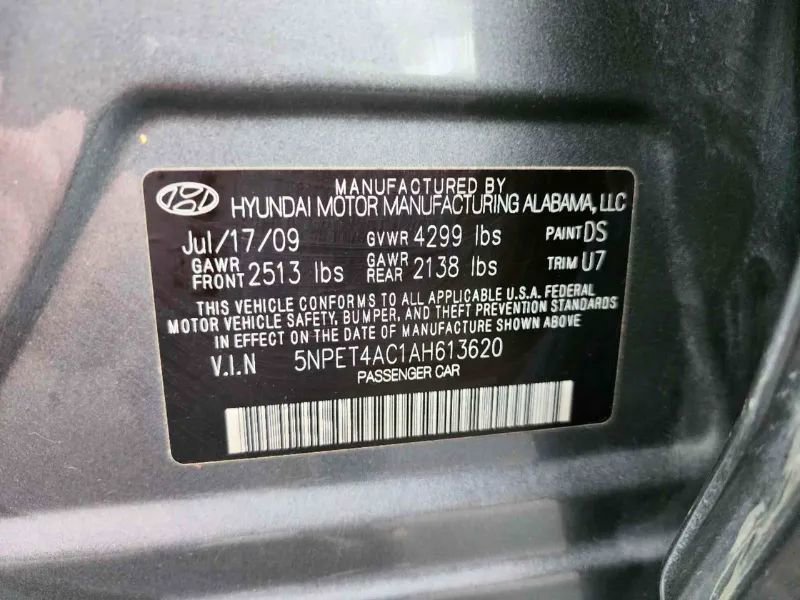 MANUFACTURED BY
HYUNDAI MOTOR MANUFACTURING ALABAMA, LLC
Jul/17/09 GVWR 4299 lbs PAINT DS
GAWR FRONT 2513 lbs GAWR REAR 2138 lbs TRIM U7
THIS VEHICLE CONFORMS TO ALL APPLICABLE U.S.A. FEDERAL
MOTOR VEHICLE SAFETY, BUMPER, AND THEFT PREVENTION STANDARDS
IN EFFECT ON THE DATE OF MANUFACTURE SHOWN ABOVE
V.I.N 5NPET4AC1AH613620
PASSENGER CAR